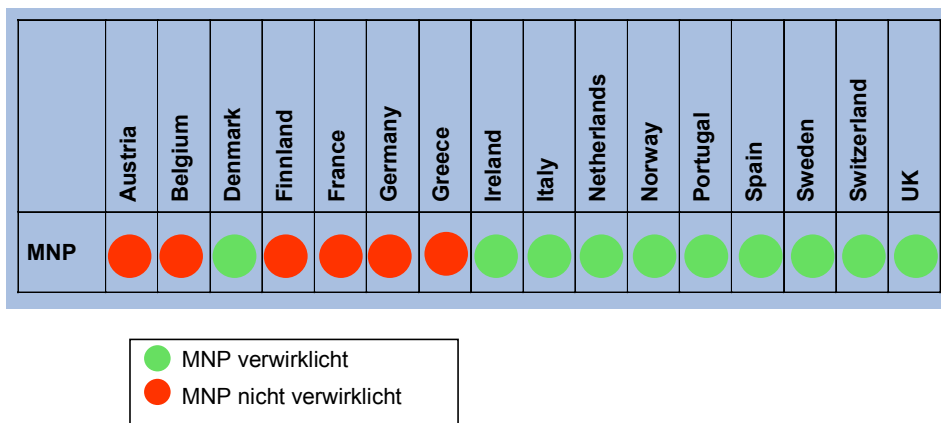 Austria
Belgium
Denmark
Finnland
France
Germany
Greece
Ireland
Italy
Netherlands
Norway
Portugal
Spain
Sweden
Switzerland
UK
MNP
MNP verwirklicht
MNP nicht verwirklicht